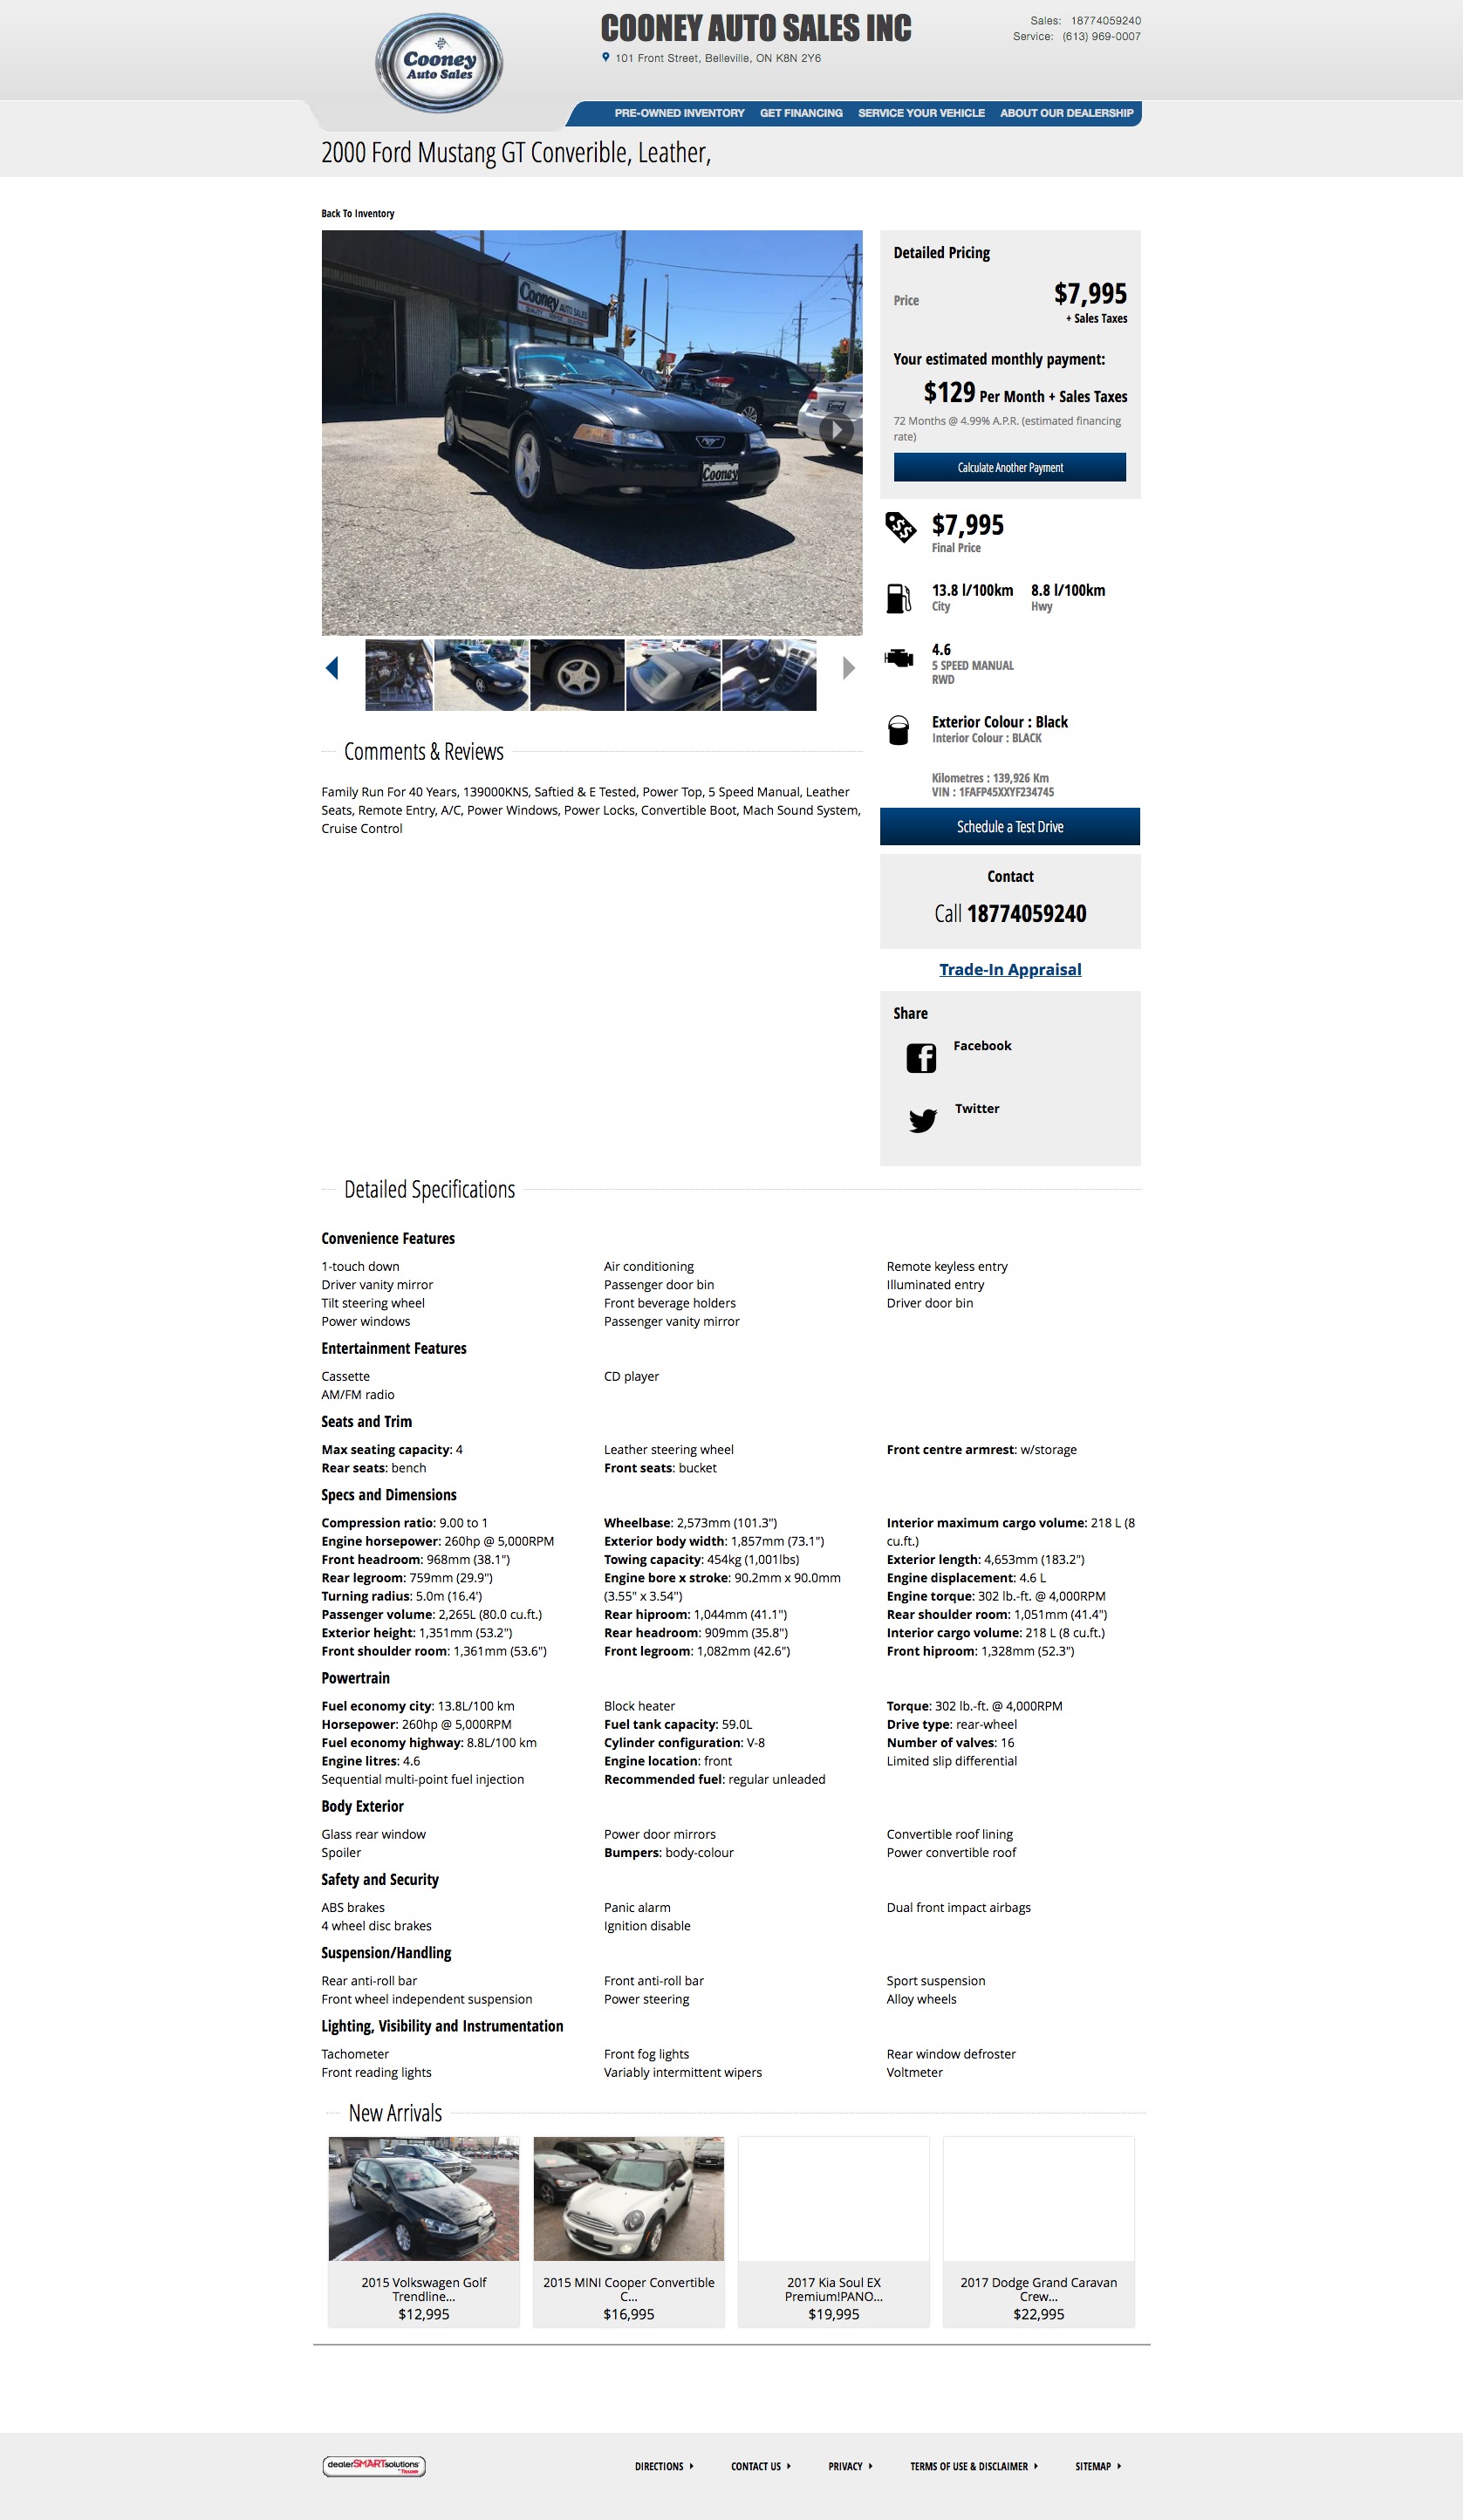 Cooney
Auto Sales
COONEY AUTO SALES INC
101 Front Street, Belleville, ON K8N 2Y6
Sales: 18774059240
Service: (613) 969-0007
PRE-OWNED INVENTORY GET FINANCING SERVICE YOUR VEHICLE ABOUT OUR DEALERSHIP
2000 Ford Mustang GT Converible, Leather,
Back To Inventory
Cooney AUTO SALES
Cooney
Detailed Pricing
Price $7,995
+ Sales Taxes
Your estimated monthly payment:
$129 Per Month + Sales Taxes
72 Months @ 4.99% A.P.R. (estimated financing
rate)
Calculate Another Payment
$7,995
Final Price
13.8 l/100km 8.8 l/100km
City Hwy
4.6
5 SPEED MANUAL
RWD
Exterior Colour : Black
Interior Colour : BLACK
Kilometres : 139,926 Km
VIN : 1FAFP45XXYF234745
Schedule a Test Drive
Contact
Call 18774059240
Trade-In Appraisal
Share
Facebook
Twitter
Comments & Reviews
Family Run For 40 Years, 139000KNS, Saftied & E Tested, Power Top, 5 Speed Manual, Leather
Seats, Remote Entry, A/C, Power Windows, Power Locks, Convertible Boot, Mach Sound System,
Cruise Control
Detailed Specifications
Convenience Features
1-touch down Air conditioning Remote keyless entry
Driver vanity mirror Passenger door bin Illuminated entry
Tilt steering wheel Front beverage holders Driver door bin
Power windows Passenger vanity mirror
Entertainment Features
Cassette CD player
AM/FM radio
Seats and Trim
Max seating capacity: 4 Leather steering wheel Front centre armrest: w/storage
Rear seats: bench Front seats: bucket
Specs and Dimensions
Compression ratio: 9.00 to 1 Wheelbase: 2,573mm (101.3") Interior maximum cargo volume: 218 L (8
Engine horsepower: 260hp @ 5,000RPM Exterior body width: 1,857mm (73.1") cu.ft.)
Front headroom: 968mm (38.1") Towing capacity: 454kg (1,001lbs) Exterior length: 4,653mm (183.2")
Rear legroom: 759mm (29.9") Engine bore x stroke: 90.2mm x 90.0mm Engine displacement: 4.6 L
Turning radius: 5.0m (16.4') (3.55" x 3.54") Engine torque: 302 lb.-ft. @ 4,000RPM
Passenger volume: 2,265L (80.0 cu.ft.) Rear hiproom: 1,044mm (41.1") Rear shoulder room: 1,051mm (41.4")
Exterior height: 1,351mm (53.2") Rear headroom: 909mm (35.8") Interior cargo volume: 218 L (8 cu.ft.)
Front shoulder room: 1,361mm (53.6") Front legroom: 1,082mm (42.6") Front hiproom: 1,328mm (52.3")
Powertrain
Fuel economy city: 13.8L/100 km Block heater Torque: 302 lb.-ft. @ 4,000RPM
Horsepower: 260hp @ 5,000RPM Fuel tank capacity: 59.0L Drive type: rear-wheel
Fuel economy highway: 8.8L/100 km Cylinder configuration: V-8 Number of valves: 16
Engine litres: 4.6 Engine location: front Limited slip differential
Sequential multi-point fuel injection Recommended fuel: regular unleaded
Body Exterior
Glass rear window Power door mirrors Convertible roof lining
Spoiler Bumpers: body-colour Power convertible roof
Safety and Security
ABS brakes Panic alarm Dual front impact airbags
4 wheel disc brakes Ignition disable
Suspension/Handling
Rear anti-roll bar Front anti-roll bar Sport suspension
Front wheel independent suspension Power steering Alloy wheels
Lighting, Visibility and Instrumentation
Tachometer Front fog lights Rear window defroster
Front reading lights Variably intermittent wipers Voltmeter
New Arrivals
2015 Volkswagen Golf
Trendline...
$12,995
2015 MINI Cooper Convertible
C...
$16,995
2017 Kia Soul EX
Premium!PANO...
$19,995
2017 Dodge Grand Caravan
Crew...
$22,995
dealerSMARTsolutions
DIRECTIONS CONTACT US PRIVACY TERMS OF USE & DISCLAIMER SITEMAP